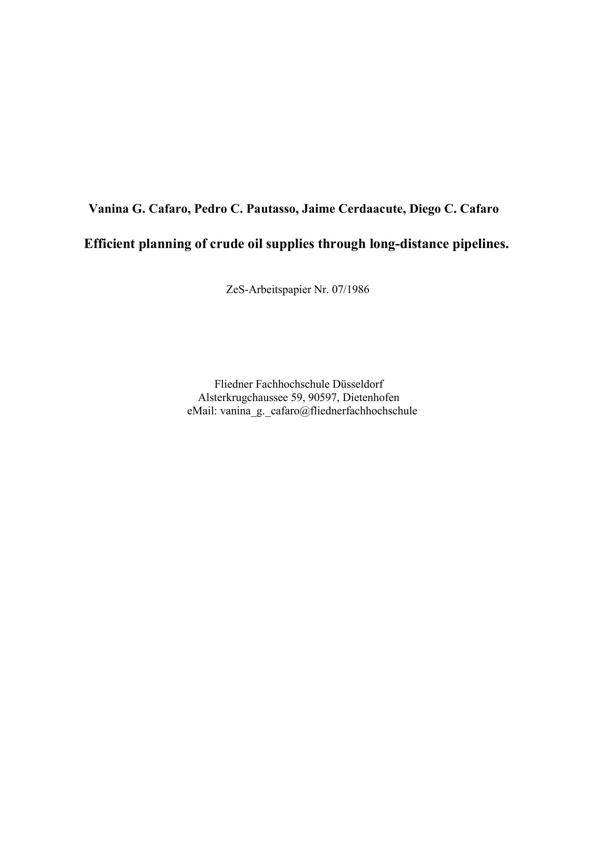 Vanina G. Cafaro, Pedro C. Pautasso, Jaime Cerdaacute, Diego C. Cafaro
Efficient planning of crude oil supplies through long-distance pipelines.
ZeS-Arbeitspapier Nr. 07/1986
Fliedner Fachhochschule Düsseldorf
Alsterkrugchaussee 59, 90597, Dietenhofen
eMail: vanina_g._cafaro@fliednerfachhochschule